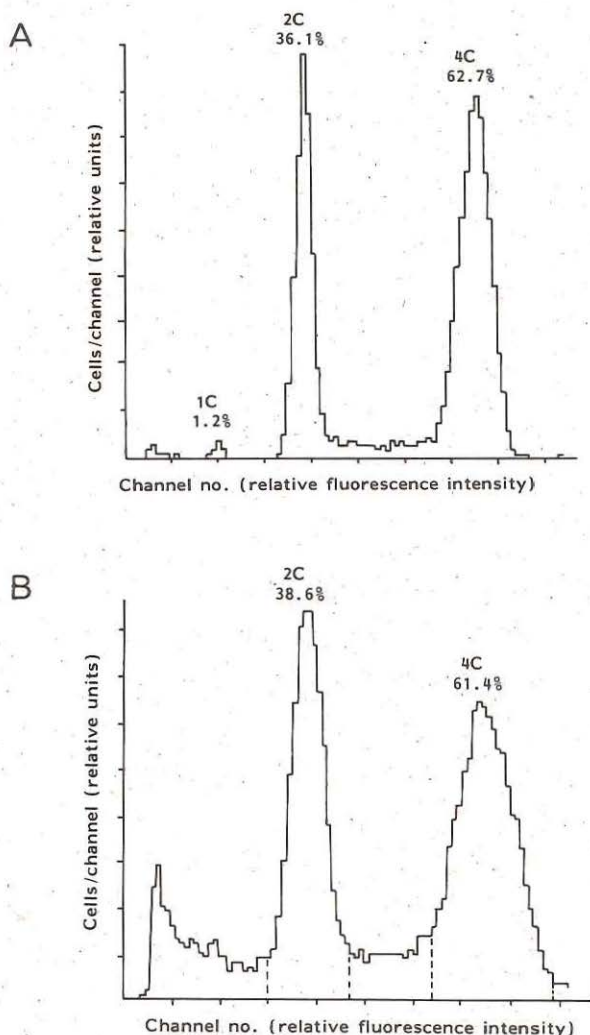 A
2C
36.1%
4C
62.7%
1C
1.2%
Cells/channel (relative units)
Channel no. (relative fluorescence intensity)
B
2C
38.6%
4C
61.4%
Cells/channel (relative units)
Channel no. (relative fluorescence intensity)